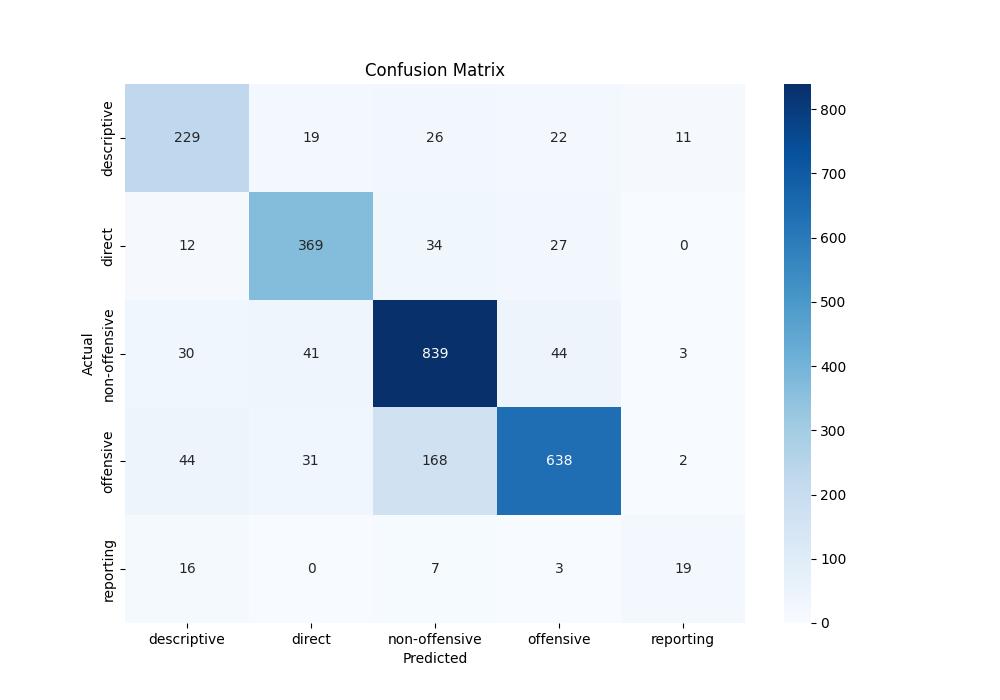 Confusion Matrix
descriptive 229 19 26 22 11
direct 12 369 34 27 0
non-offensive 30 41 839 44 3
offensive 44 31 168 638 2
reporting 16 0 7 3 19
descriptive direct non-offensive offensive reporting
Predicted
Actual
800
700
600
500
400
300
200
100
0